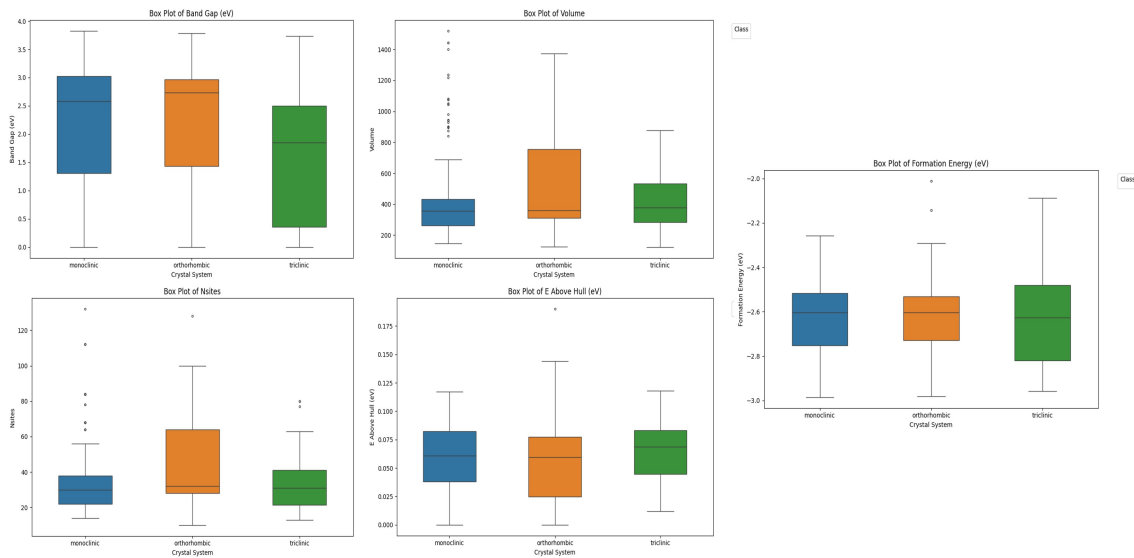 Box Plot of Band Gap (eV)
4.0
3.5
3.0
2.5
2.0
1.5
1.0
0.5
0.0
Band Gap (eV)
monoclinic orthorhombic triclinic
Crystal System
Box Plot of Volume
1400
1200
1000
800
600
400
200
Volume
monoclinic orthorhombic triclinic
Crystal System
Class
Box Plot of Nsites
120
100
80
60
40
20
Nsites
monoclinic orthorhombic triclinic
Crystal System
Box Plot of E Above Hull (eV)
0.175
0.150
0.125
0.100
0.075
0.050
0.025
0.000
E Above Hull (eV)
monoclinic orthorhombic triclinic
Crystal System
Box Plot of Formation Energy (eV)
−2.0
−2.2
−2.4
−2.6
−2.8
−3.0
Formation Energy (eV)
monoclinic orthorhombic triclinic
Crystal System
Class